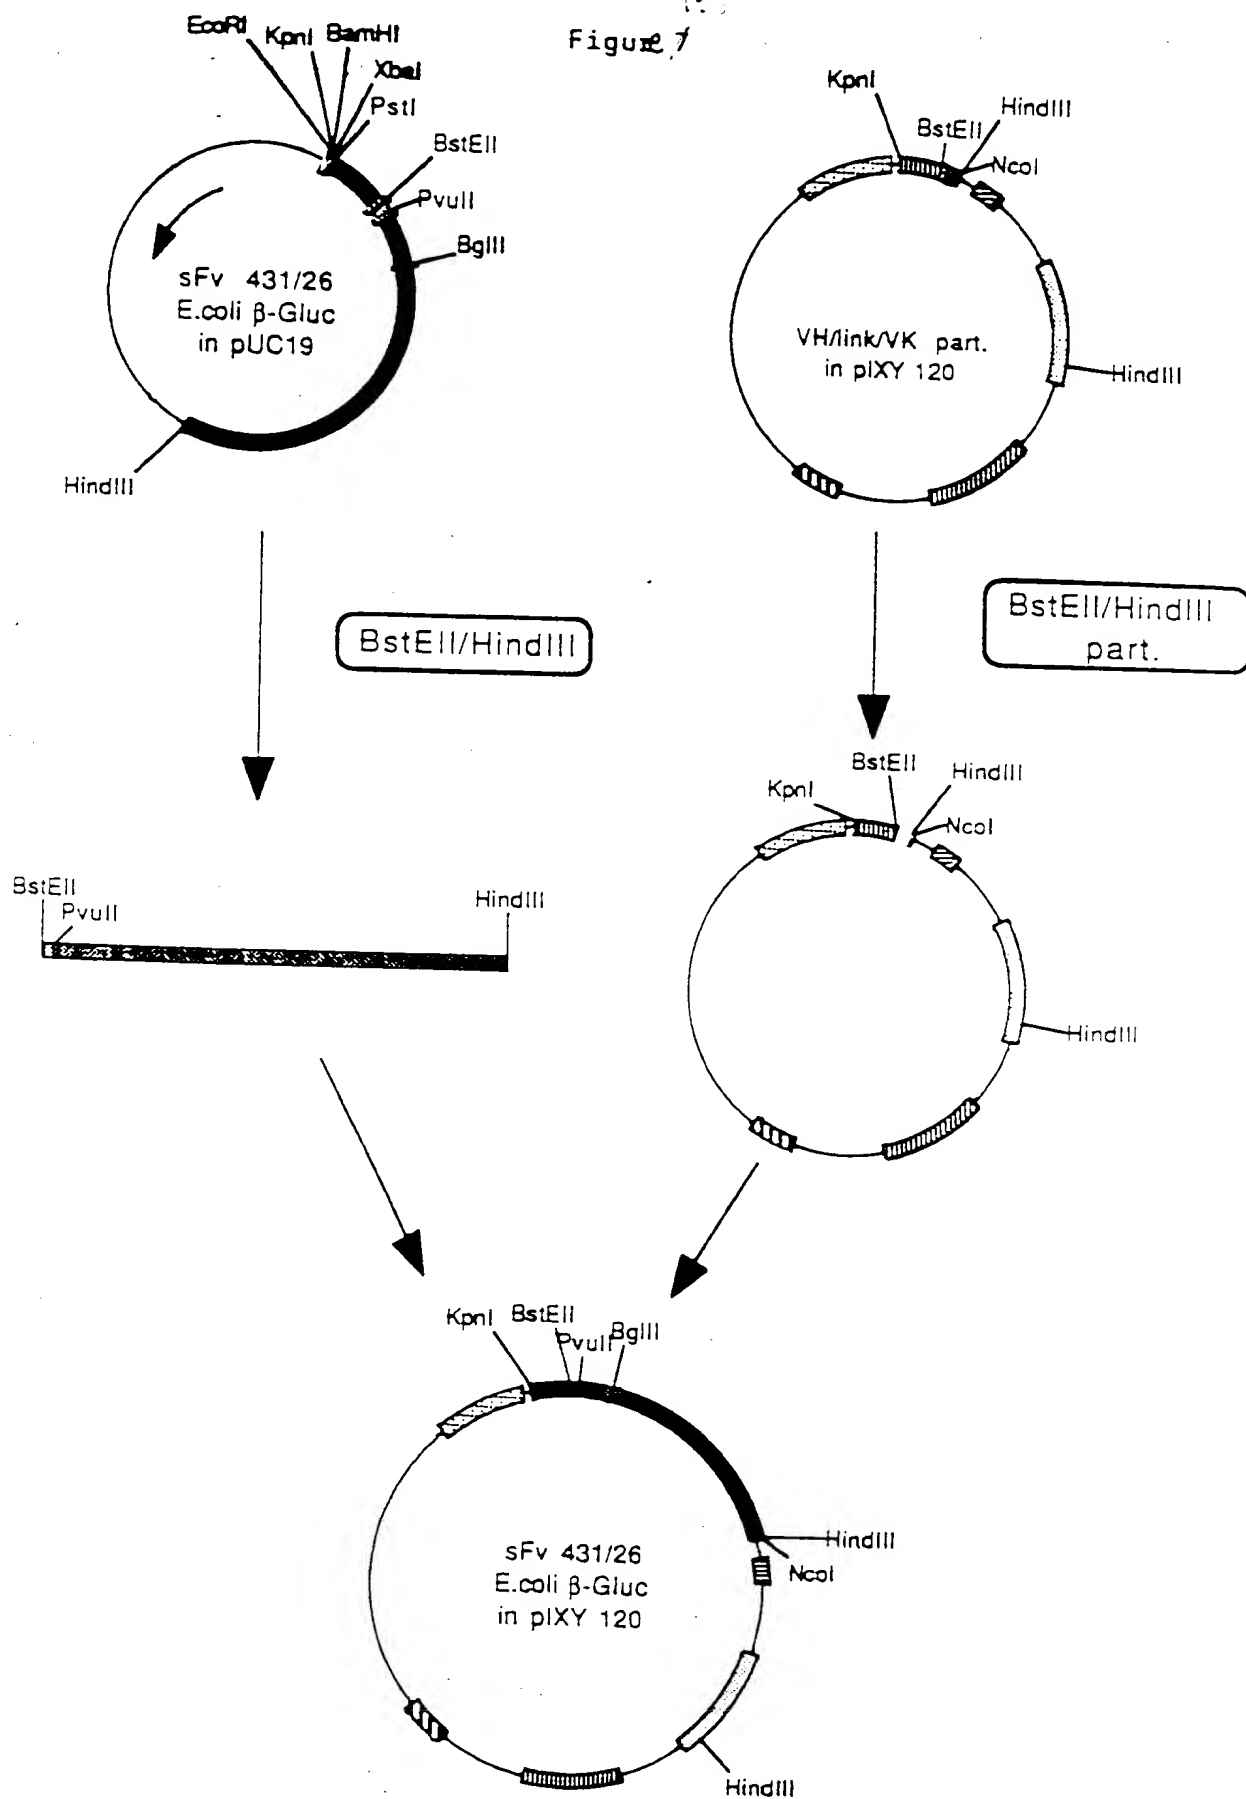 Figure 7
EcoRI
KpnI
BamHI
XbaI
PstI
BstEII
PvuII
BglII
sFv 431/26
E.coli β-Gluc
in pUC19
HindIII
KpnI
BstEII
HindIII
NcoI
VH/link/VK part.
in pIXY 120
HindIII
BstEII/HindIII
BstEII/HindIII
part.
BstEII
PvuII
HindIII
KpnI
BstEII
HindIII
NcoI
HindIII
KpnI
BstEII
PvuII
BglII
sFv 431/26
E.coli β-Gluc
in pIXY 120
HindIII
NcoI
HindIII